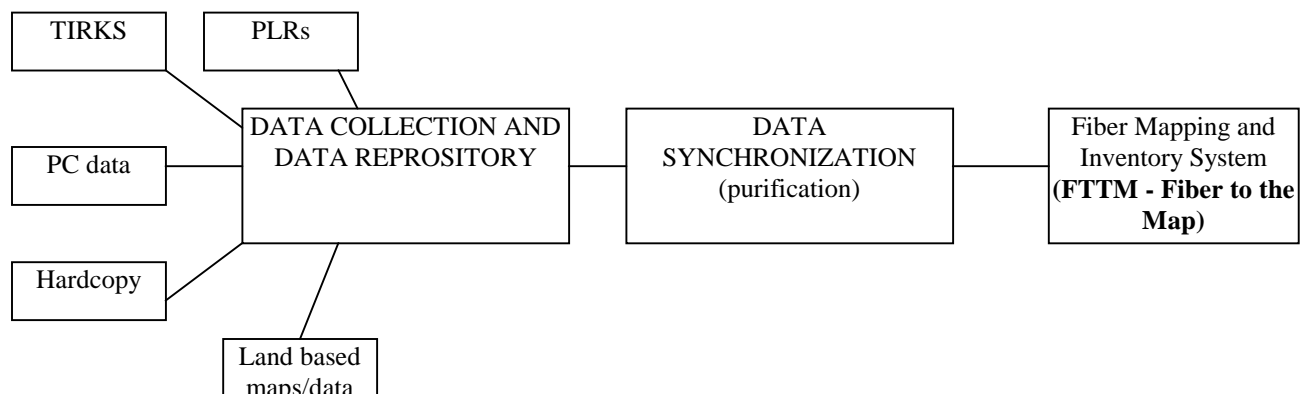 TIRKS
PLRs
DATA COLLECTION AND
DATA REPROSITORY
DATA
SYNCHRONIZATION
(purification)
Fiber Mapping and
Inventory System
(FTTM - Fiber to the
Map)
PC data
Hardcopy
Land based
maps/data